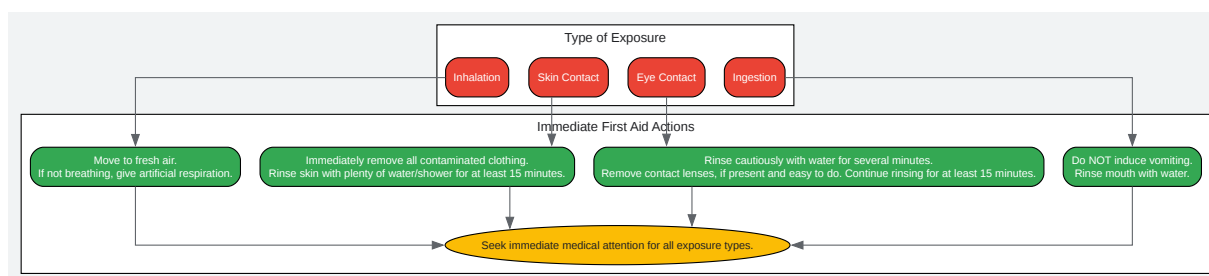 Type of Exposure
Inhalation
Skin Contact
Eye Contact
Ingestion
Immediate First Aid Actions
Move to fresh air.
If not breathing, give artificial respiration.
Immediately remove all contaminated clothing.
Rinse skin with plenty of water/shower for at least 15 minutes.
Rinse cautiously with water for several minutes.
Remove contact lenses, if present and easy to do. Continue rinsing for at least 15 minutes.
Do NOT induce vomiting.
Rinse mouth with water.
Seek immediate medical attention for all exposure types.